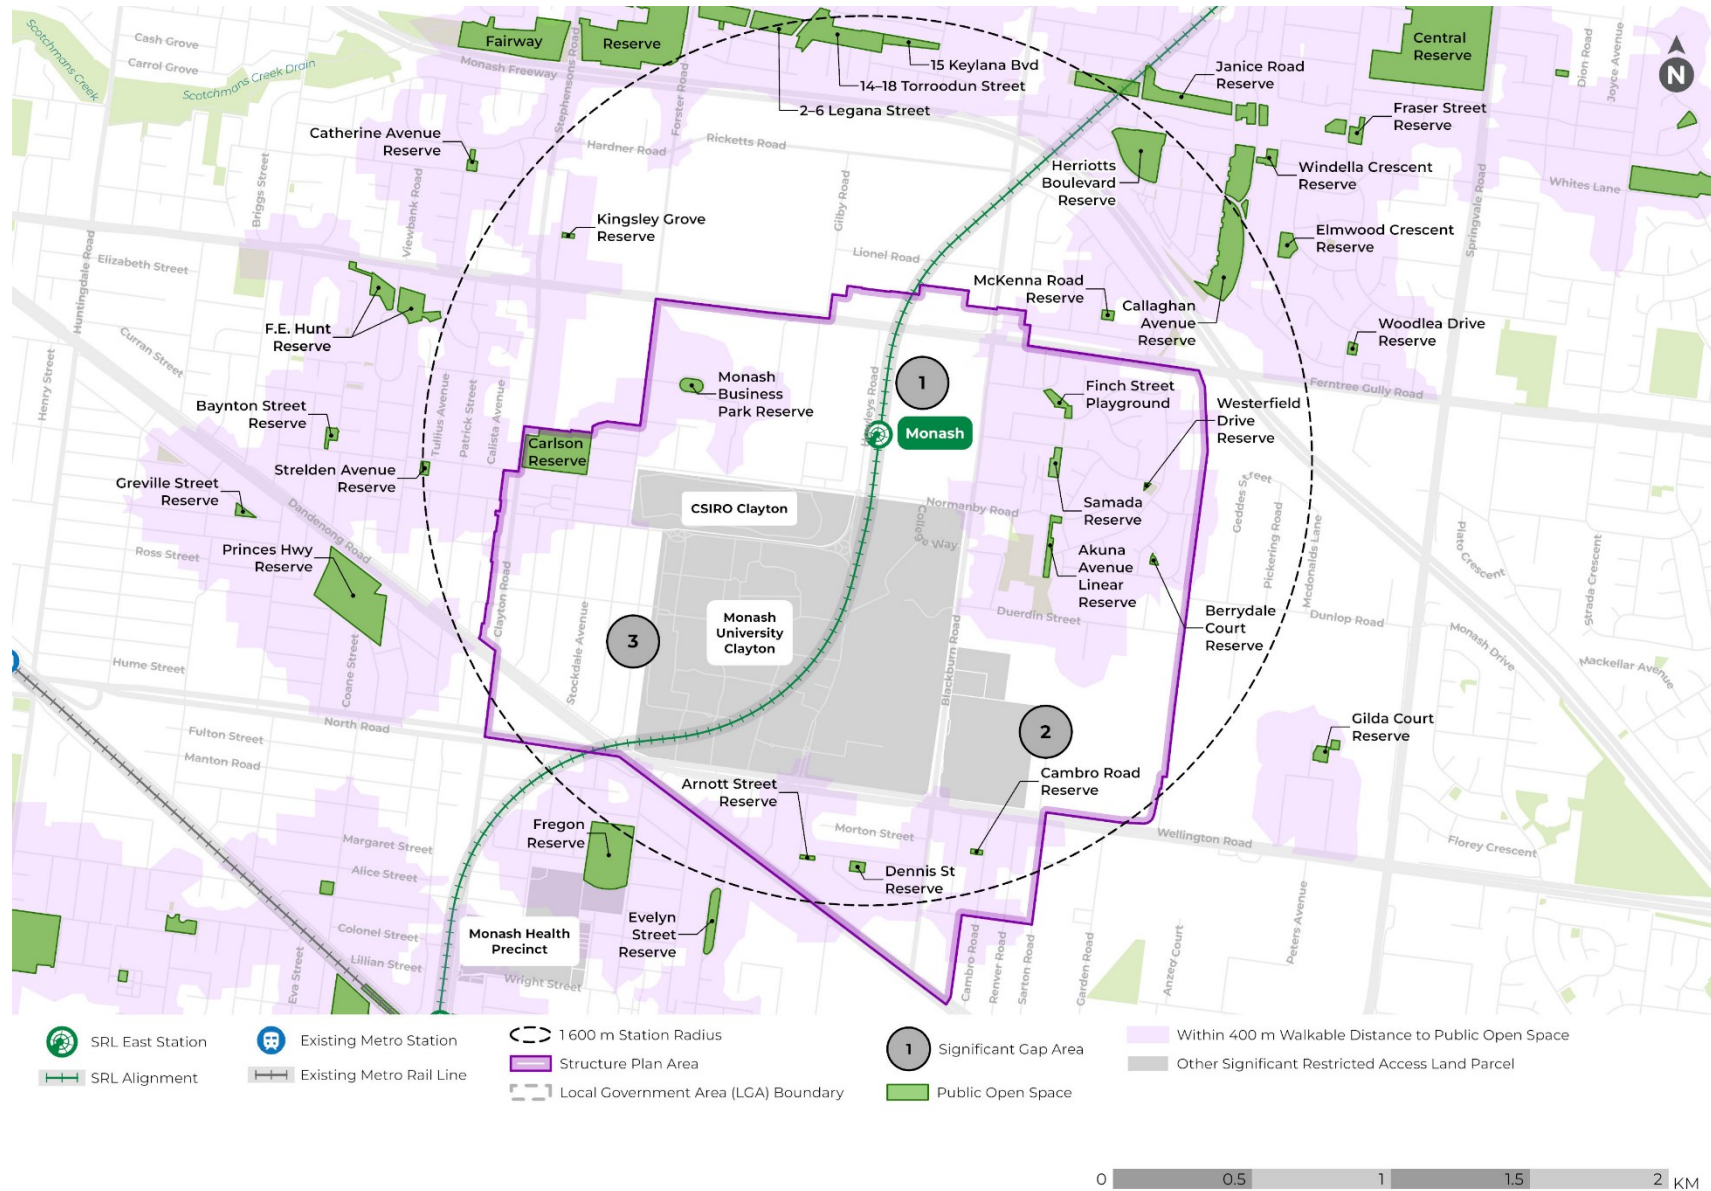 Scotchmans Creek
Cash Grove
Carrol Grove
Scotchmans Creek Drain
Fairway
Reserve
Monash Freeway
Stephensons Road
Forster Road
15 Keylana Bvd
14–18 Torroodun Street
2–6 Legana Street
Central
Reserve
Dion Road
Joyce Avenue
N
Janice Road
Reserve
Fraser Street
Reserve
Catherine Avenue
Reserve
Hardner Road
Ricketts Road
Herriotts
Boulevard
Reserve
Windella Crescent
Reserve
Whites Lane
Springvale Road
Briggs Street
Viewbank Road
Kingsley Grove
Reserve
Gilby Road
Lionel Road
Elmwood Crescent
Reserve
Huntingdale Road
Elizabeth Street
McKenna Road
Reserve
Callaghan
Avenue
Reserve
Woodlea Drive
Reserve
F.E. Hunt
Reserve
Curran Street
Henry Street
Ferntree Gully Road
Monash
Business
Park Reserve
1
Monash
Finch Street
Playground
Westerfield
Drive
Reserve
Baynton Street
Reserve
Tullius Avenue
Patrick Street
Calista Avenue
Carlson
Reserve
Strelden Avenue
Reserve
Greville Street
Reserve
Dandenong Road
CSIRO Clayton
Normanby Road
College Way
Samada
Reserve
Geddes Street
Pickering Road
Mcdonalds Lane
Plato Crescent
Strada Crescent
Ross Street
Princes Hwy
Reserve
Akuna
Avenue
Linear
Reserve
Clayton Road
Stockdale Avenue
Monash
University
Clayton
3
Duerdin Street
Berrydale
Court
Reserve
Dunlop Road
Monash Drive
Mackellar Avenue
Hume Street
Coane Street
Blackburn Road
North Road
Fulton Street
Manton Road
2
Gilda Court
Reserve
Arnott Street
Reserve
Cambro Road
Reserve
Fregon
Reserve
Morton Street
Wellington Road
Florey Crescent
Margaret Street
Alice Street
Dennis St
Reserve
Evelyn
Street
Reserve
Monash Health
Precinct
Colonel Street
Lillian Street
Eva Street
Wright Street
Cambro Road
Renver Road
Sarton Road
Garden Road
Anzed Court
Peters Avenue
SRL East Station
Existing Metro Station
1 600 m Station Radius
1
Significant Gap Area
Within 400 m Walkable Distance to Public Open Space
SRL Alignment
Existing Metro Rail Line
Structure Plan Area
Other Significant Restricted Access Land Parcel
Local Government Area (LGA) Boundary
Public Open Space
0 0.5 1 1.5 2 KM